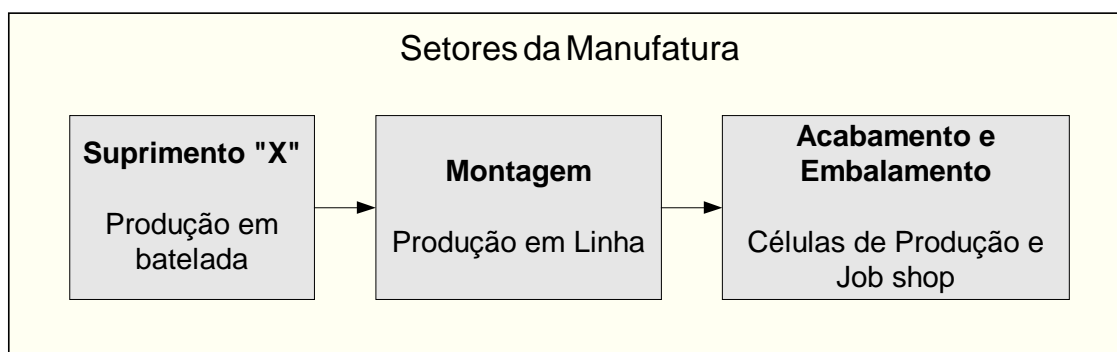 Setores da Manufatura
Suprimento "X"
Produção em
batelada
Montagem
Produção em Linha
Acabamento e
Embalamento
Células de Produção e
Job shop